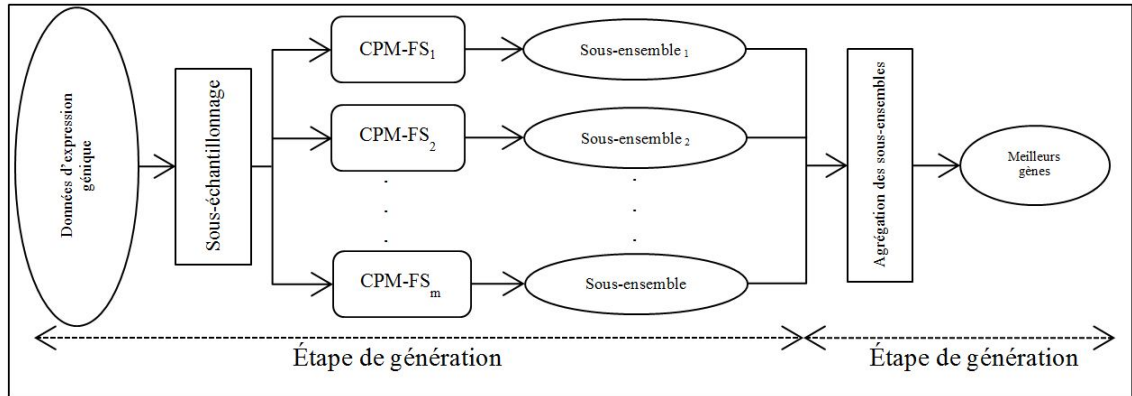 Données d'expression
génique
Sous-échantillonnage
CPM-FS1
Sous-ensemble 1
CPM-FS2
Sous-ensemble 2
CPM-FSm
Sous-ensemble
Agrégation des sous-ensembles
Meilleurs
gènes
Étape de génération
Étape de génération